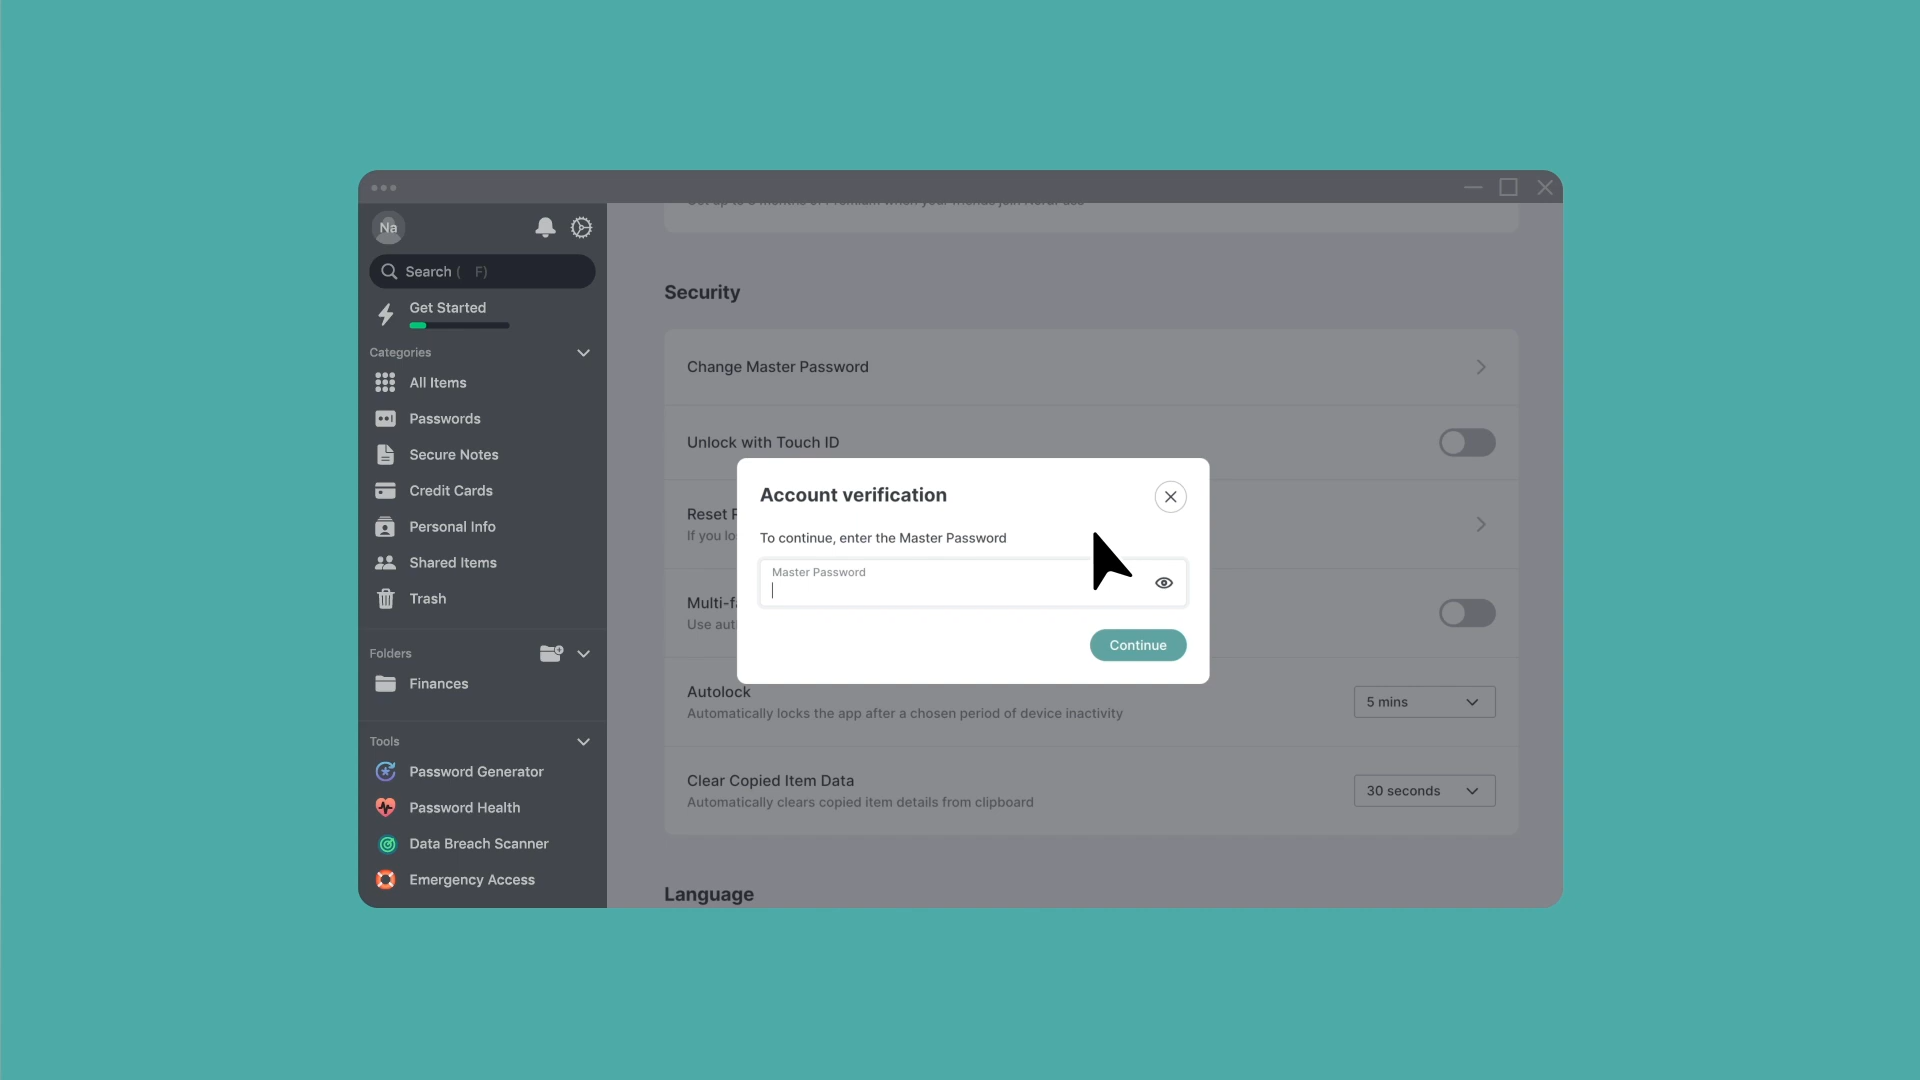 Na
Search ( F)
Get Started
Categories
All Items
Passwords
Secure Notes
Credit Cards
Personal Info
Shared Items
Trash
Folders
Finances
Tools
Password Generator
Password Health
Data Breach Scanner
Emergency Access
Security
Change Master Password
Unlock with Touch ID
Reset
If you
Use
Autolock
Automatically locks the app after a chosen period of device inactivity
5 mins
Clear Copied Item Data
Automatically clears copied item details from clipboard
30 seconds
Language
Account verification
To continue, enter the Master Password
Master Password
Continue